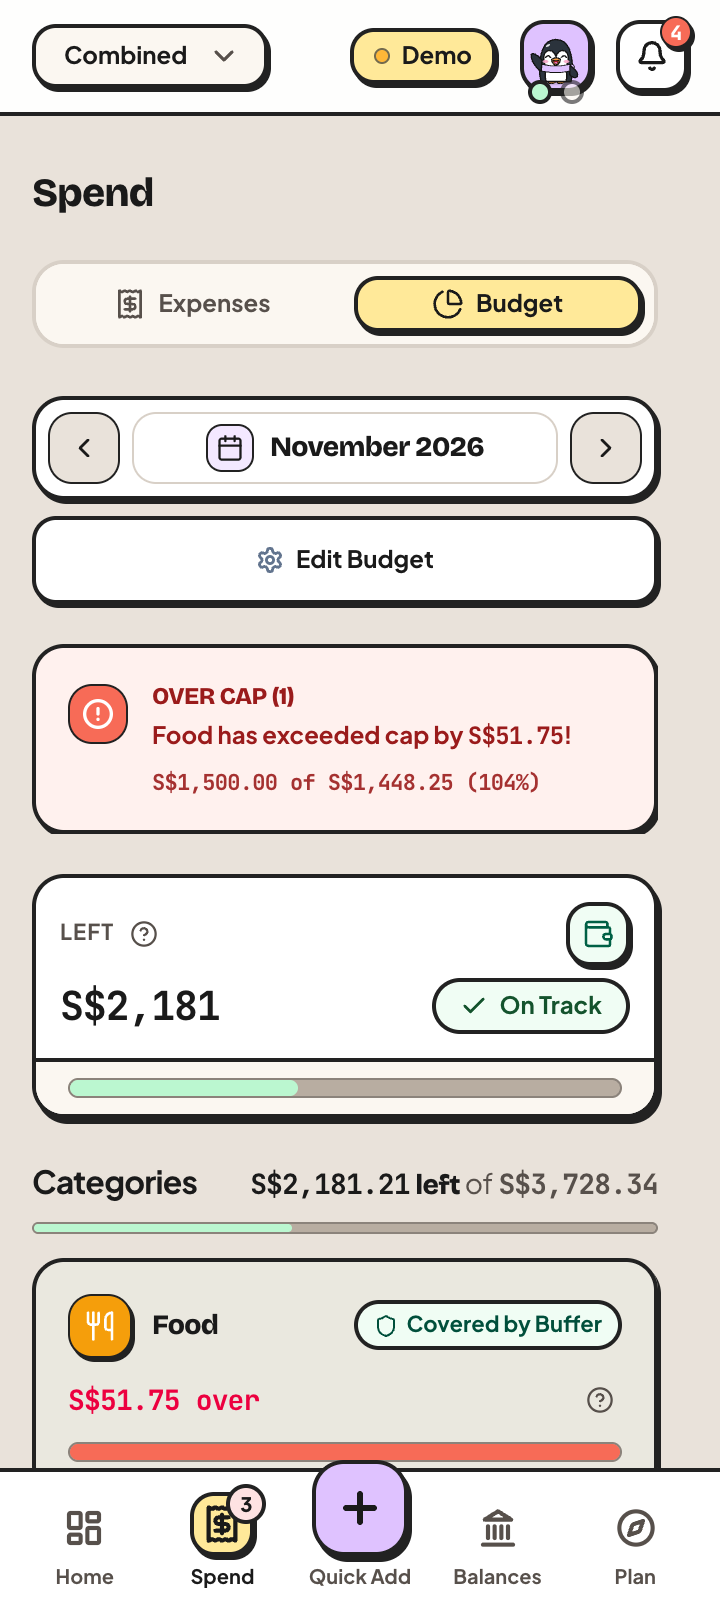 Combined
Demo
4
Spend
Expenses
Budget
November 2026
Edit Budget
OVER CAP (1)
Food has exceeded cap by S$51.75!
S$1,500.00 of S$1,448.25 (104%)
LEFT
S$2,181
On Track
Categories
S$2,181.21 left of S$3,728.34
Food
Covered by Buffer
S$51.75 over
3
Home
Spend
Quick Add
Balances
Plan